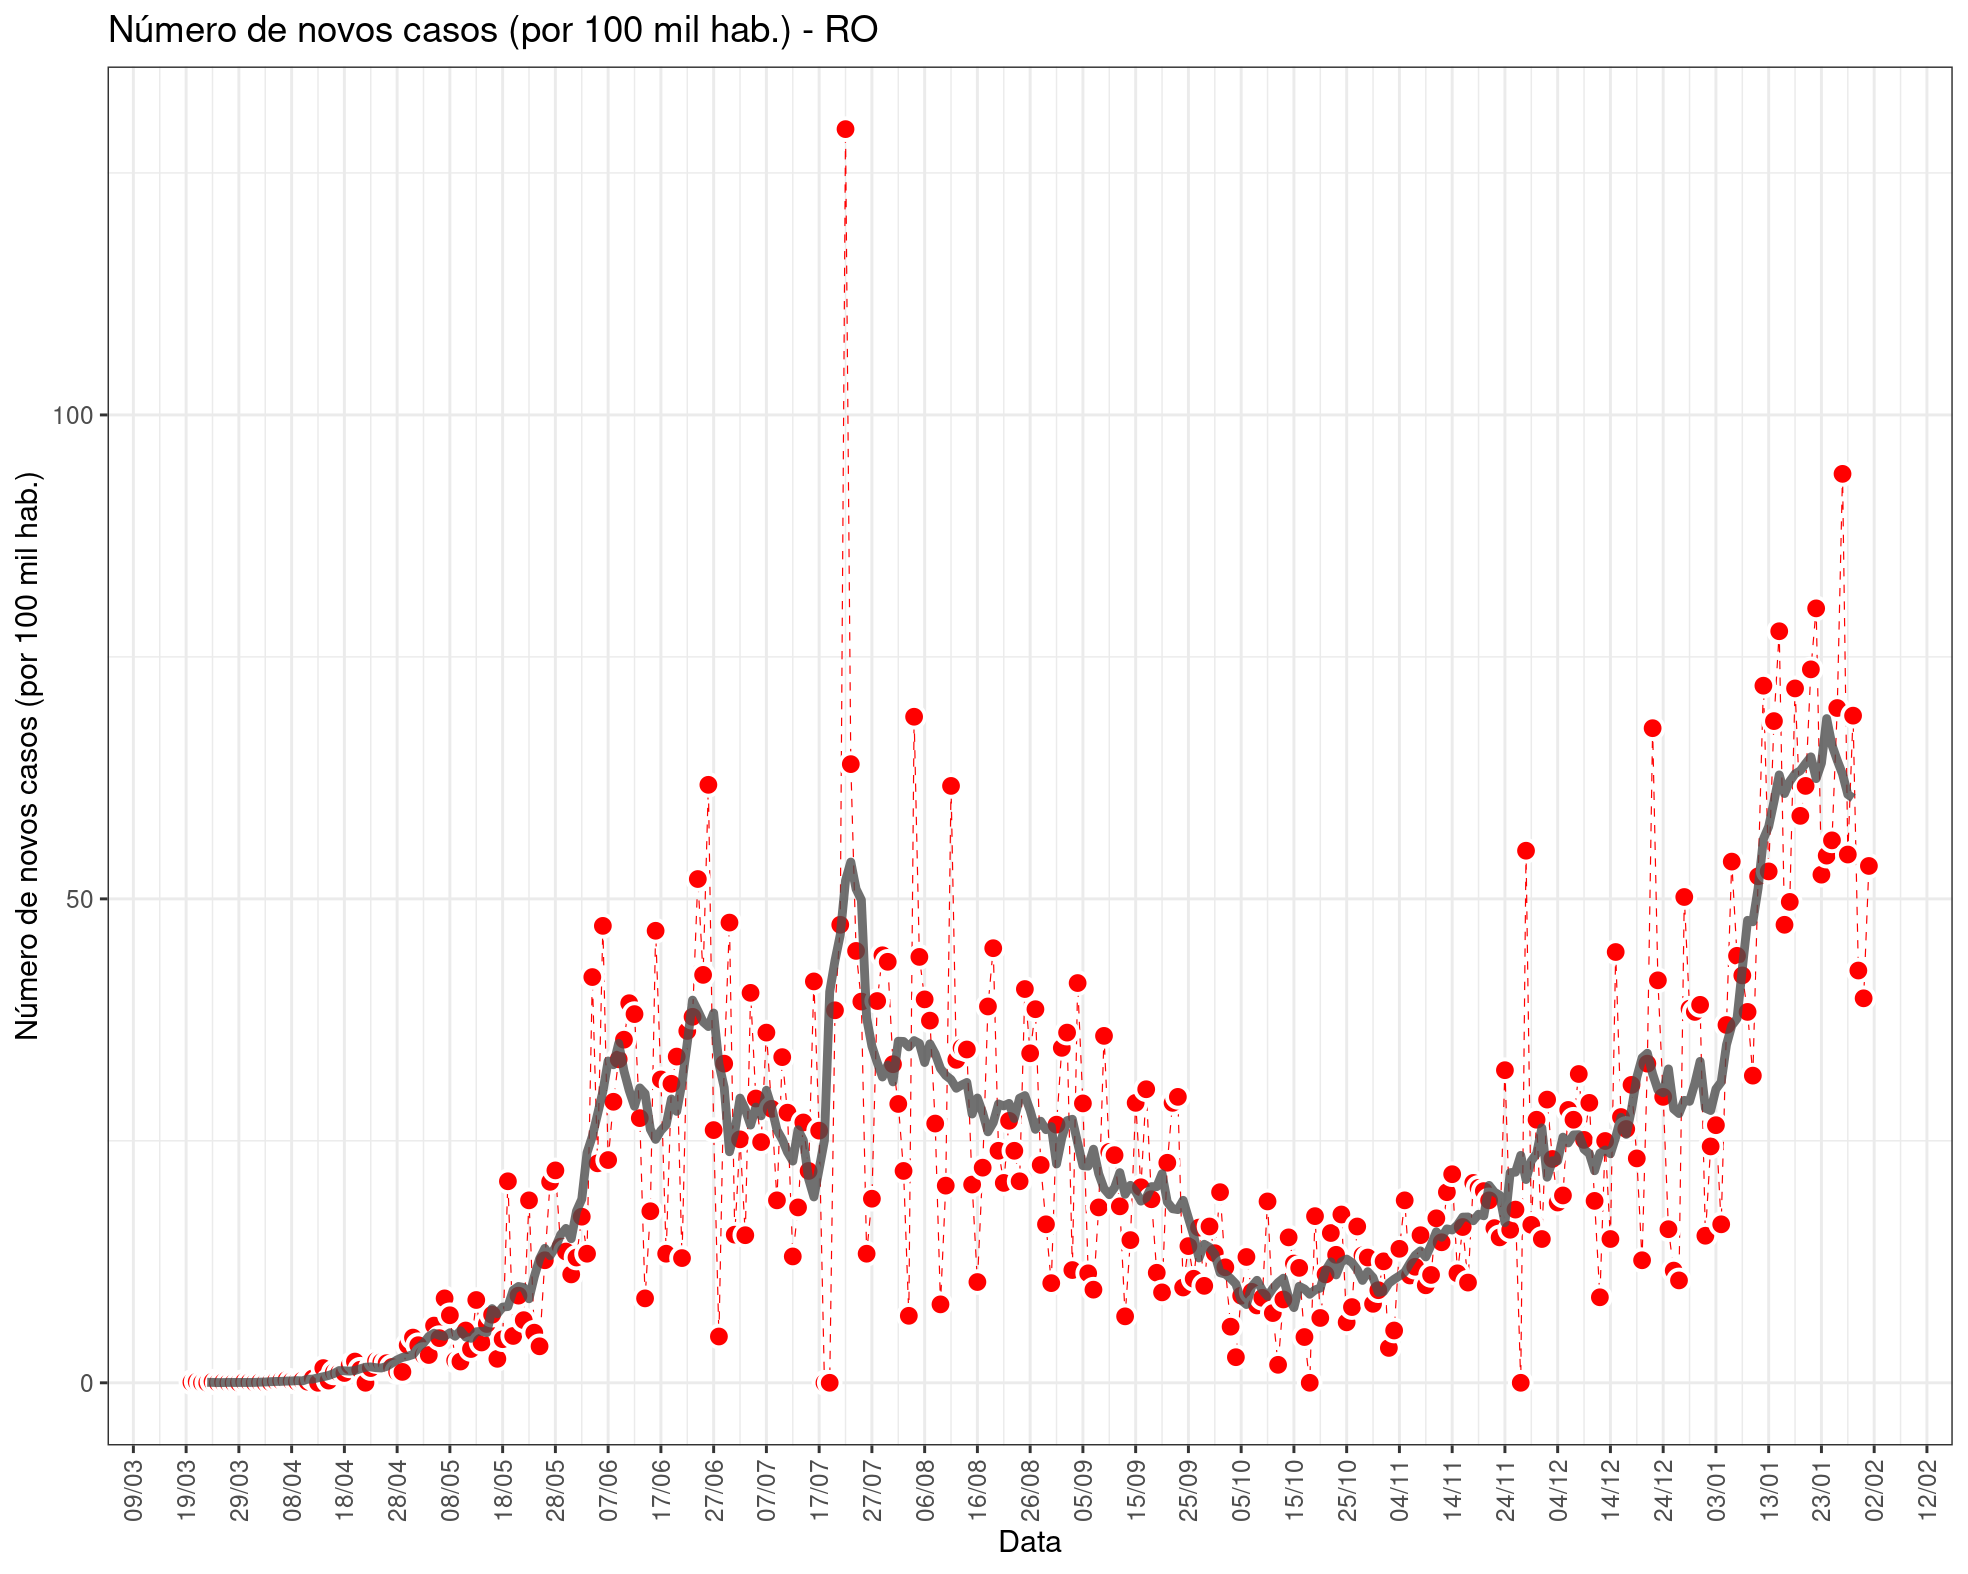 Número de novos casos (por 100 mil hab.) - RO
Número de novos casos (por 100 mil hab.)
100
50
0
09/03 19/03 29/03 08/04 18/04 28/04 08/05 18/05 28/05 07/06 17/06 27/06 07/07 17/07 27/07 06/08 16/08 26/08 05/09 15/09 25/09 05/10 15/10 25/10 04/11 14/11 24/11 04/12 14/12 24/12 03/01 13/01 23/01 02/02 12/02
Data